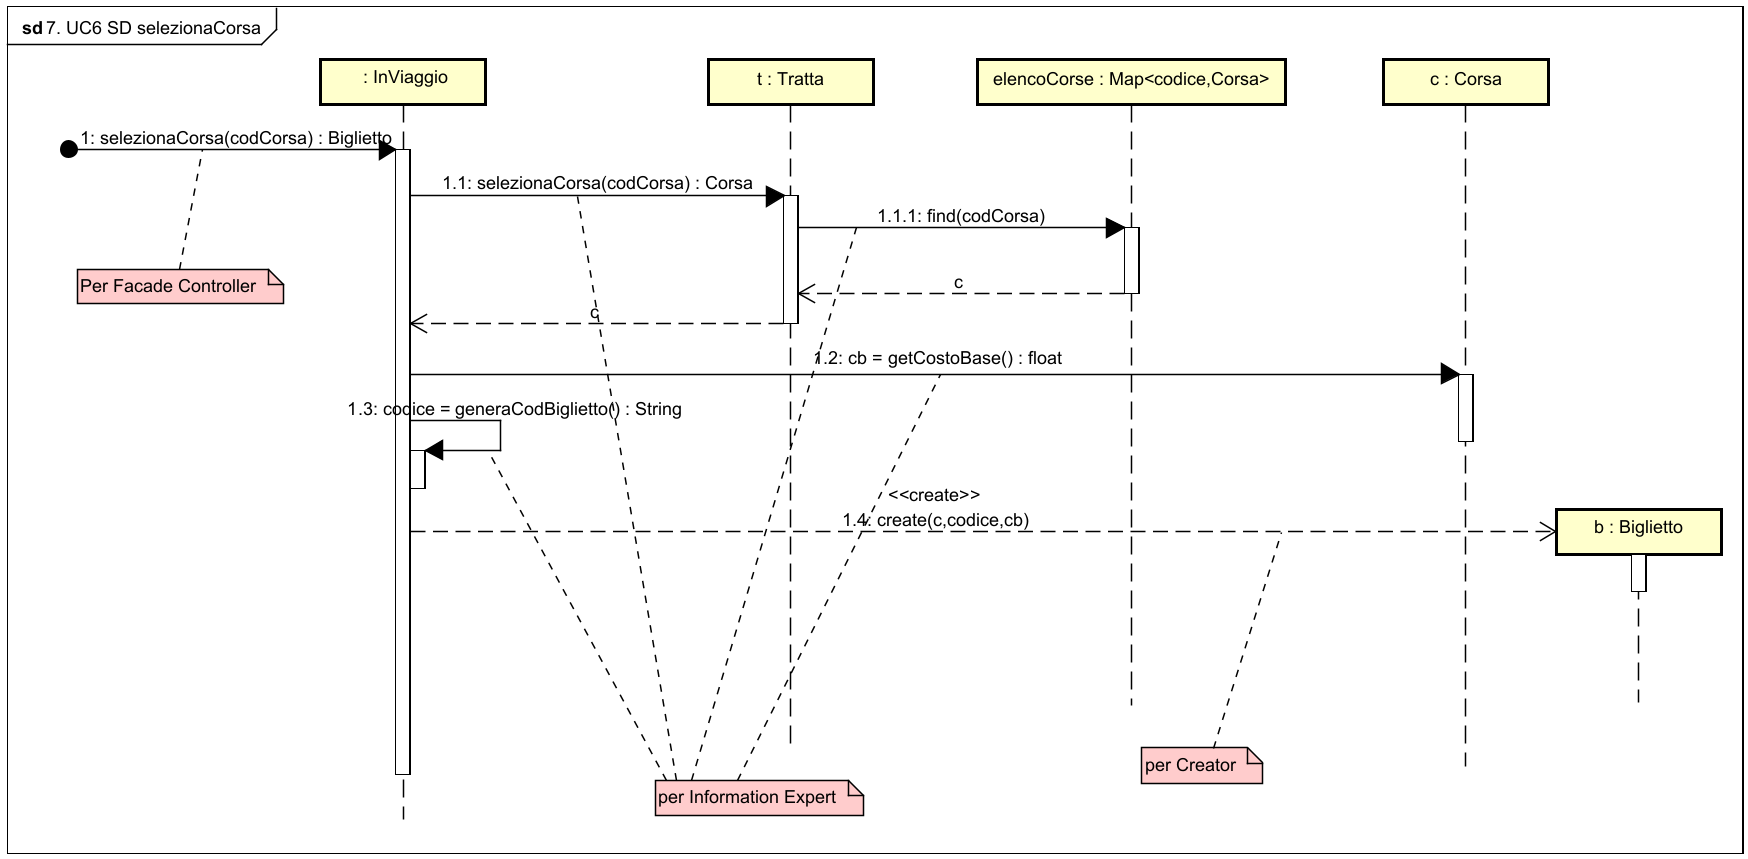 sd 7. UC6 SD selezionaCorsa
: InViaggio
t : Tratta
elencoCorse : Map<codice,Corsa>
c : Corsa
1: selezionaCorsa(codCorsa) : Biglietto
1.1: selezionaCorsa(codCorsa) : Corsa
1.1.1: find(codCorsa)
Per Facade Controller
c
c
1.2: cb = getCostoBase() : float
1.3: codice = generaCodBiglietto() : String
<<create>>
1.4: create(c,codice,cb)
b : Biglietto
per Creator
per Information Expert